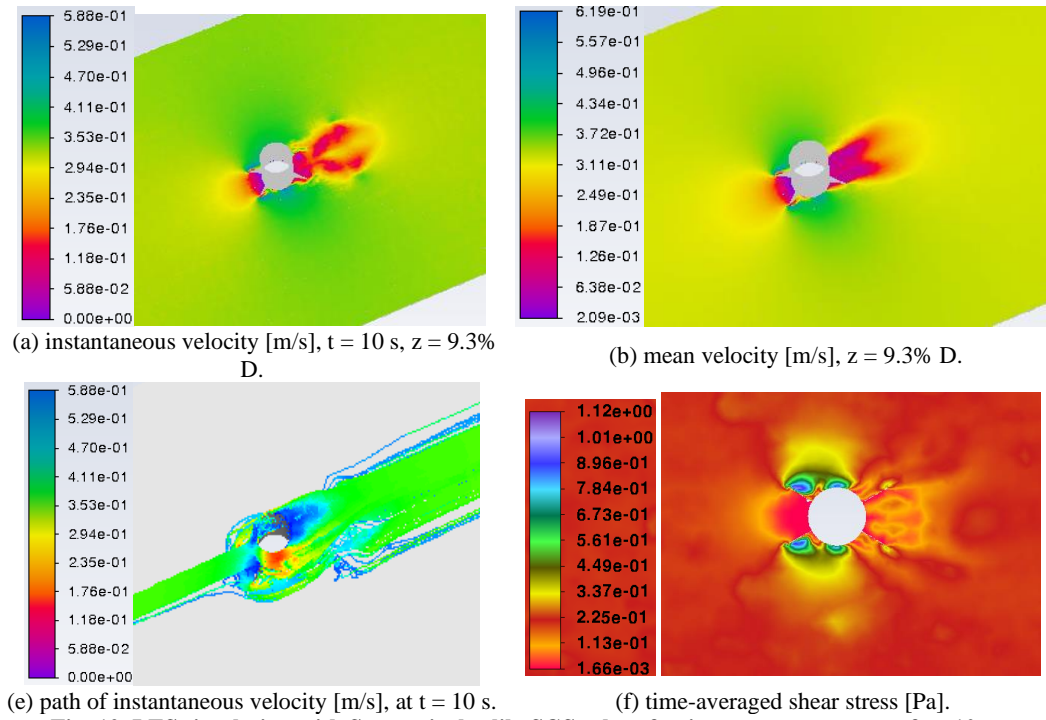 5.88e-01
5.29e-01
4.70e-01
4.11e-01
3.53e-01
2.94e-01
2.35e-01
1.76e-01
1.18e-01
5.88e-02
0.00e+00
(a) instantaneous velocity [m/s], t = 10 s, z = 9.3%
D.
6.19e-01
5.57e-01
4.96e-01
4.34e-01
3.72e-01
3.11e-01
2.49e-01
1.87e-01
1.26e-01
6.38e-02
2.09e-03
(b) mean velocity [m/s], z = 9.3% D.
5.88e-01
5.29e-01
4.70e-01
4.11e-01
3.53e-01
2.94e-01
2.35e-01
1.76e-01
1.18e-01
5.88e-02
0.00e+00
(e) path of instantaneous velocity [m/s], at t = 10 s.
1.12e+00
1.01e+00
8.96e-01
7.84e-01
6.73e-01
5.61e-01
4.49e-01
3.37e-01
2.25e-01
1.13e-01
1.66e-03
(f) time-averaged shear stress [Pa].